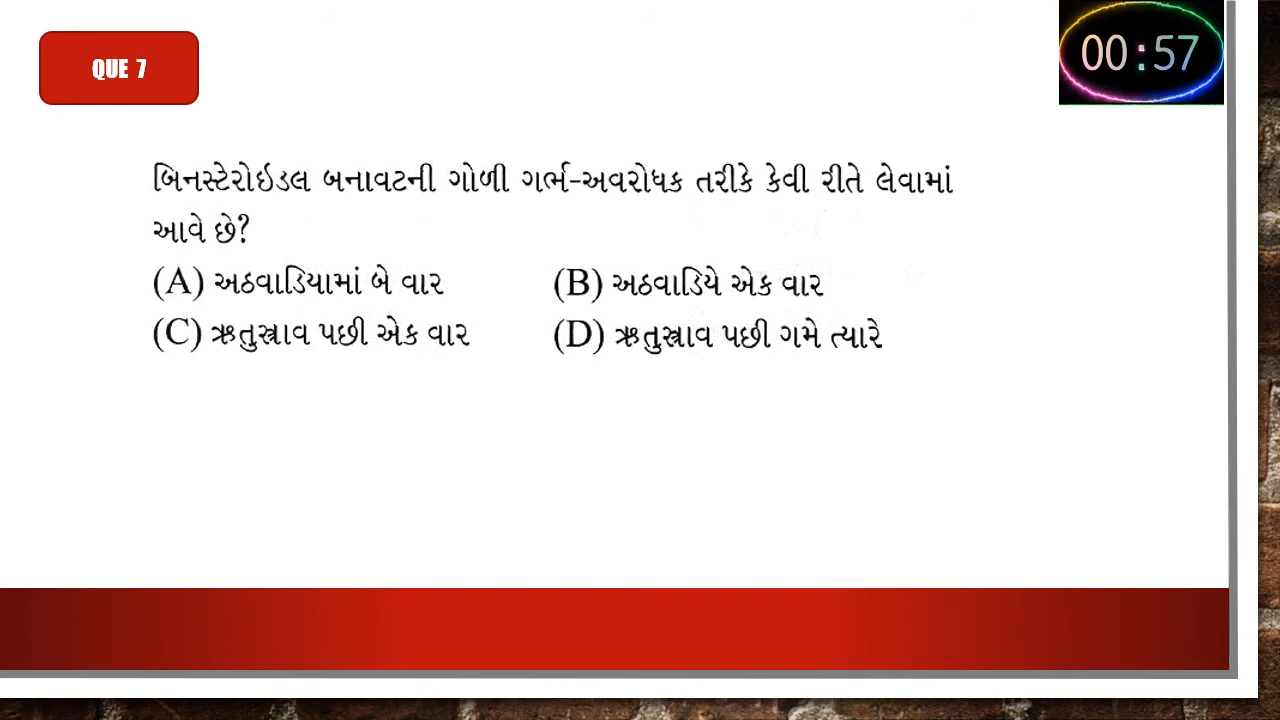 QUE 7
00:57
બિનસ્ટેરોઇડલ બનાવટની ગોળી ગર્ભ-અવરોધક તરીકે કેવી રીતે લેવામાં
આવે છે?
(A) અઠવાડિયામાં બે વાર (B) અઠવાડિયે એક વાર
(C) ઋતુસ્રાવ પછી એક વાર (D) ઋતુસ્રાવ પછી ગમે ત્યારે